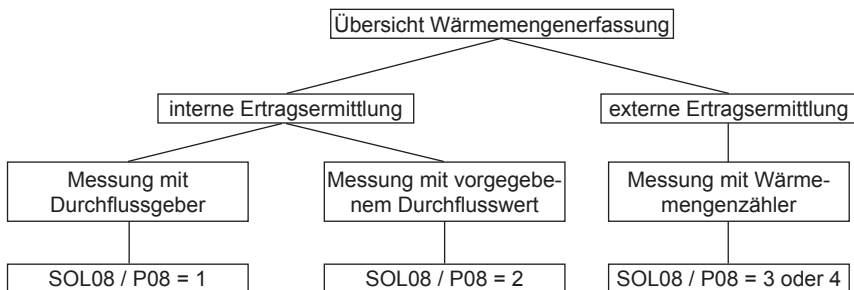 Übersicht Wärmemengenerfassung
interne Ertragsermittlung
externe Ertragsermittlung
Messung mit
Durchflussgeber
Messung mit vorgegebe-
nem Durchflusswert
Messung mit Wärme-
mengenzähler
SOL08 / P08 = 1
SOL08 / P08 = 2
SOL08 / P08 = 3 oder 4